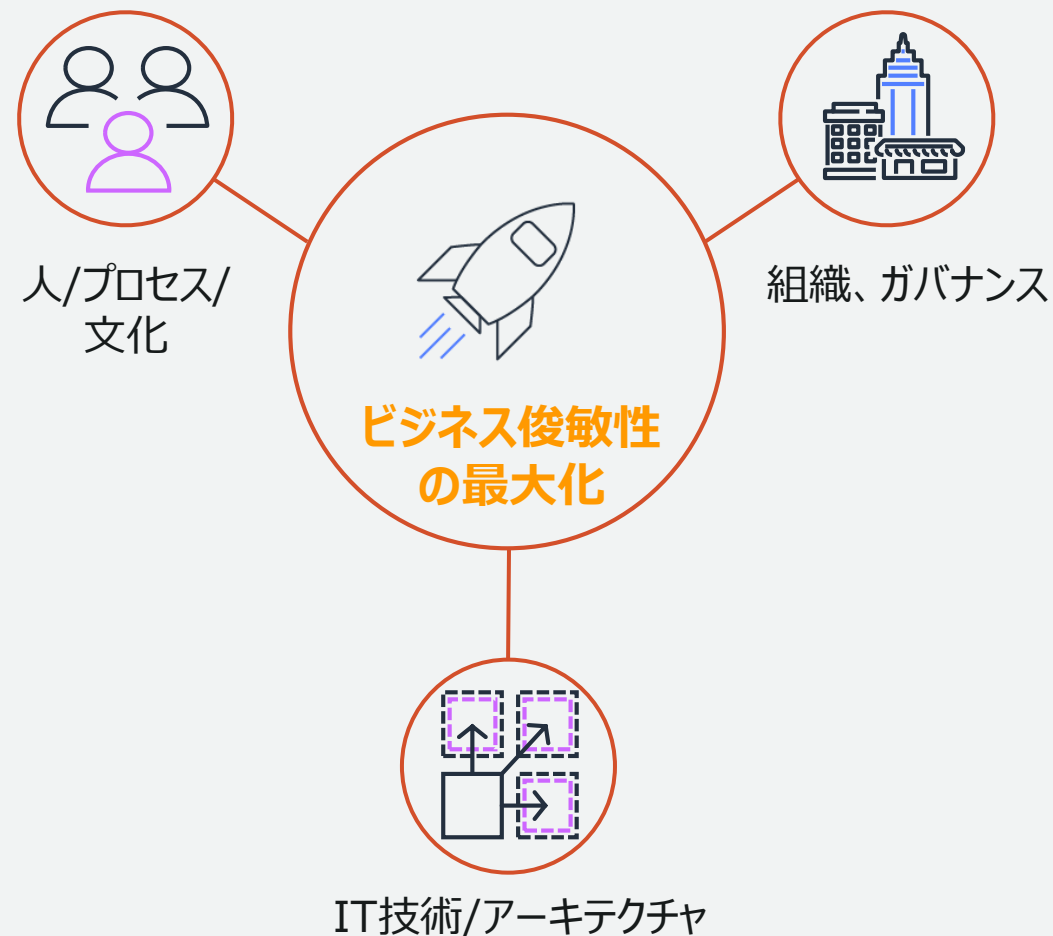 人/プロセス/
文化
組織、ガバナンス
ビジネス俊敏性
の最大化
IT技術/アーキテクチャ